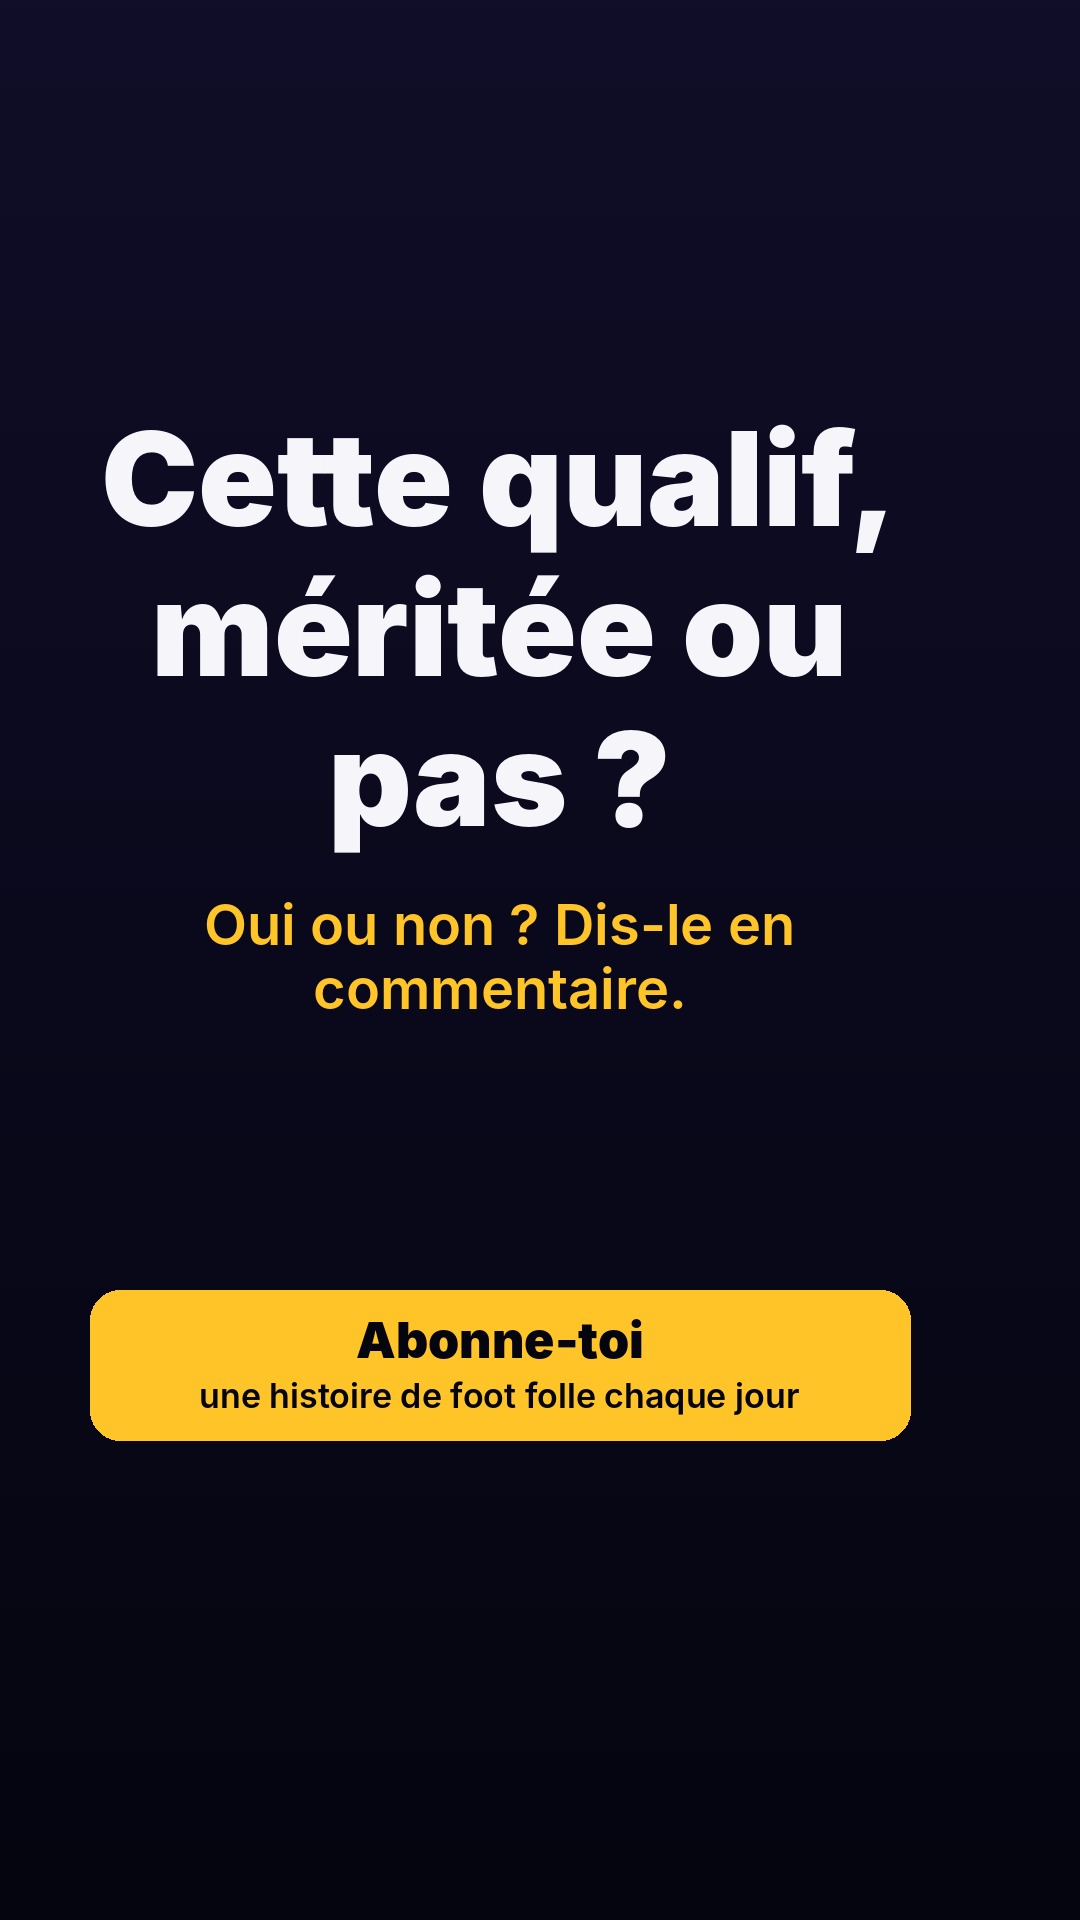 Cette qualif,
méritée ou
pas ?
Oui ou non ? Dis-le en
commentaire.
Abonne-toi
une histoire de foot folle chaque jour